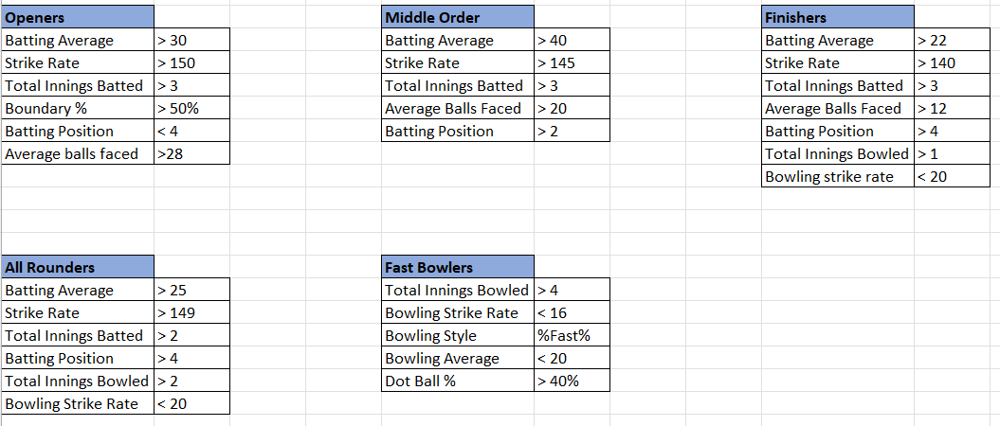 Openers
Batting Average > 30
Strike Rate > 150
Total Innings Batted > 3
Boundary % > 50%
Batting Position < 4
Average balls faced >28
Middle Order
Batting Average > 40
Strike Rate > 145
Total Innings Batted > 3
Average Balls Faced > 20
Batting Position > 2
Finishers
Batting Average > 22
Strike Rate > 140
Total Innings Batted > 3
Average Balls Faced > 12
Batting Position > 4
Total Innings Bowled > 1
Bowling strike rate < 20
All Rounders
Batting Average > 25
Strike Rate > 149
Total Innings Batted > 2
Batting Position > 4
Total Innings Bowled > 2
Bowling Strike Rate < 20
Fast Bowlers
Total Innings Bowled > 4
Bowling Strike Rate < 16
Bowling Style %Fast%
Bowling Average < 20
Dot Ball % > 40%